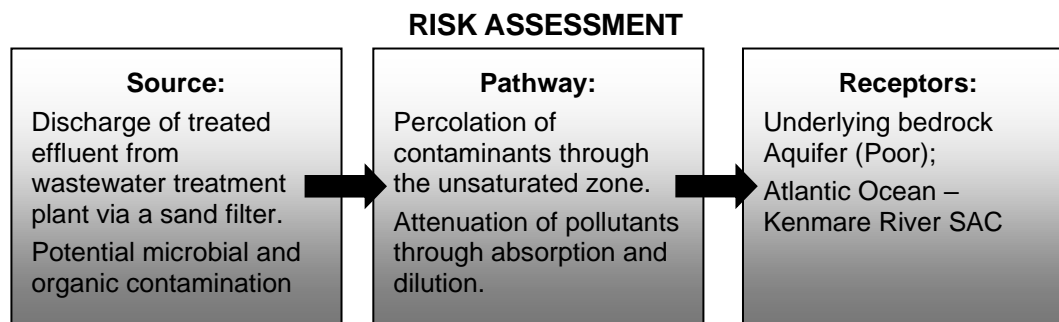 RISK ASSESSMENT
Source:
Discharge of treated
effluent from
wastewater treatment
plant via a sand filter.
Potential microbial and
organic contamination
Pathway:
Percolation of
contaminants through
the unsaturated zone.
Attenuation of pollutants
through absorption and
dilution.
Receptors:
Underlying bedrock
Aquifer (Poor);
Atlantic Ocean –
Kenmare River SAC